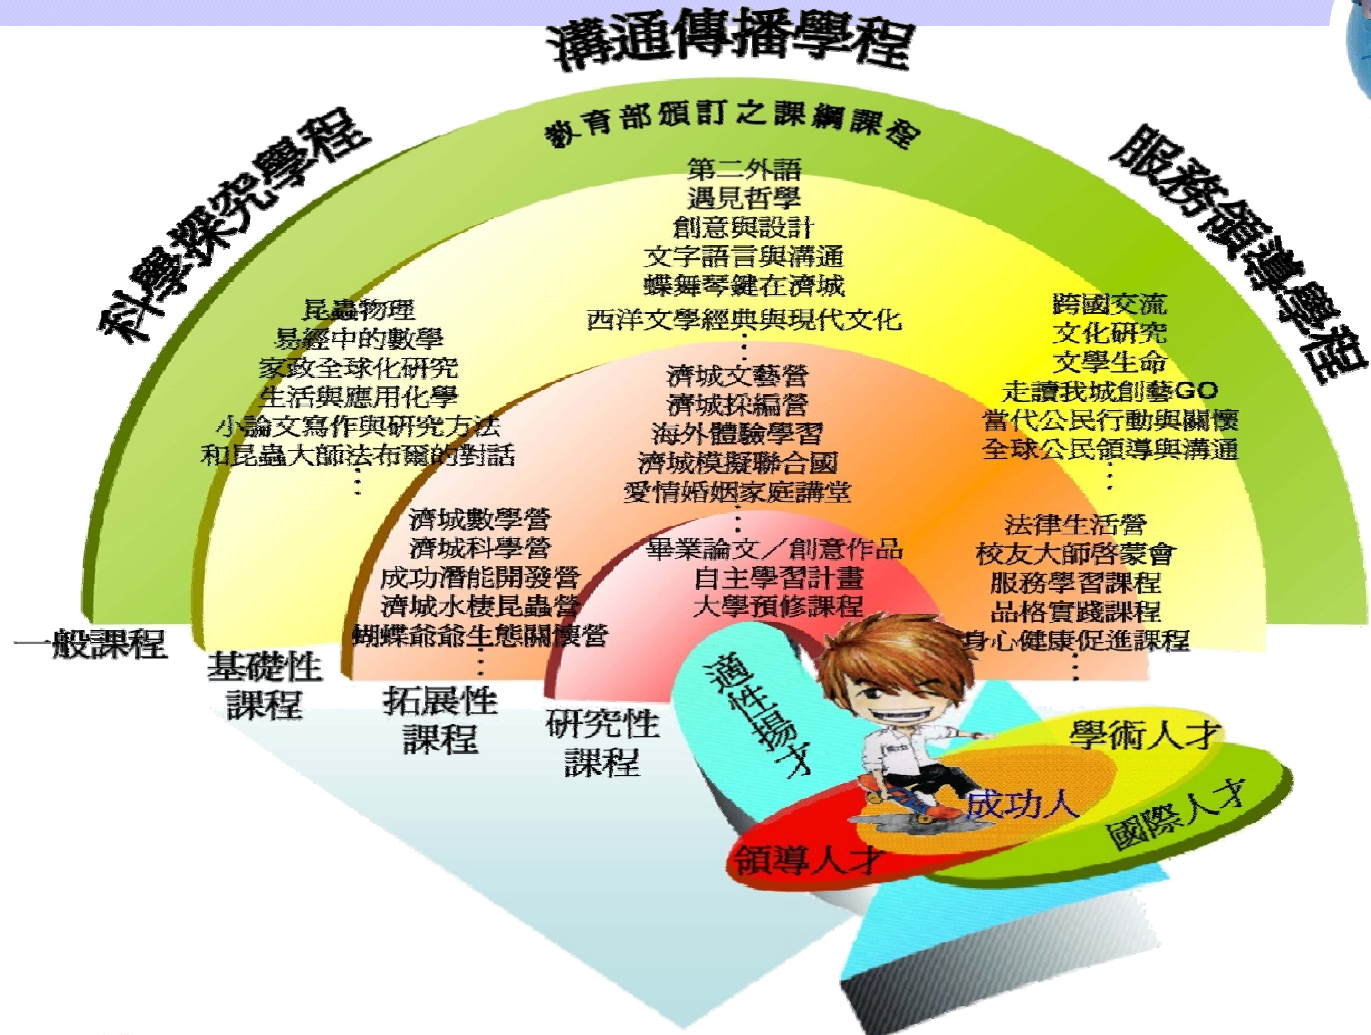 溝通傳播學程
科學探究學程
服務領導學程
教育部頒訂之課綱課程
第二外語
遇見哲學
創意與設計
文字語言與溝通
蝶舞琴鍵在濟城
西洋文學經典與現代文化
⋮
昆蟲物理
易經中的數學
家政全球化研究
生活與應用化學
小論文寫作與研究方法
和昆蟲大師法布爾的對話
⋮
跨國交流
文化研究
文學生命
走讀我城創藝GO
當代公民行動與關懷
全球公民領導與溝通
⋮
濟城文藝營
濟城採編營
海外體驗學習
濟城模擬聯合國
愛情婚姻家庭講堂
⋮
濟城數學營
濟城科學營
成功潛能開發營
濟城水棲昆蟲營
蝴蝶爺爺生態關懷營
⋮
法律生活營
校友大師啓蒙會
服務學習課程
品格實踐課程
身心健康促進課程
⋮
畢業論文／創意作品
自主學習計畫
大學預修課程
一般課程
基礎性
課程
拓展性
課程
研究性
課程
適性揚才
學術人才
成功人
國際人才
領導人才